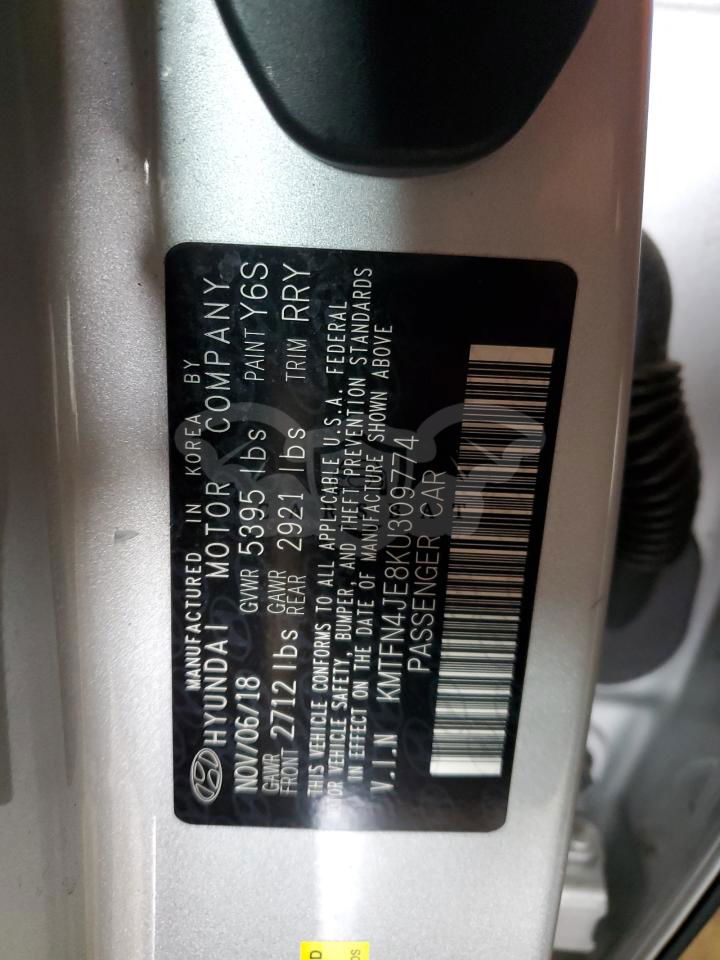 MANUFACTURED IN KOREA BY
HYUNDAI MOTOR COMPANY
NOV/06/18 GVWR 5395 lbs PAINT Y6S
GAWR FRONT 2712 lbs GAWR REAR 2921 lbs TRIM RRY
THIS VEHICLE CONFORMS TO ALL APPLICABLE U.S.A. FEDERAL
MOTOR VEHICLE SAFETY, BUMPER, AND THEFT PREVENTION STANDARDS
IN EFFECT ON THE DATE OF MANUFACTURE SHOWN ABOVE
V.I.N KMTFN4JE8KU309774
PASSENGER CAR